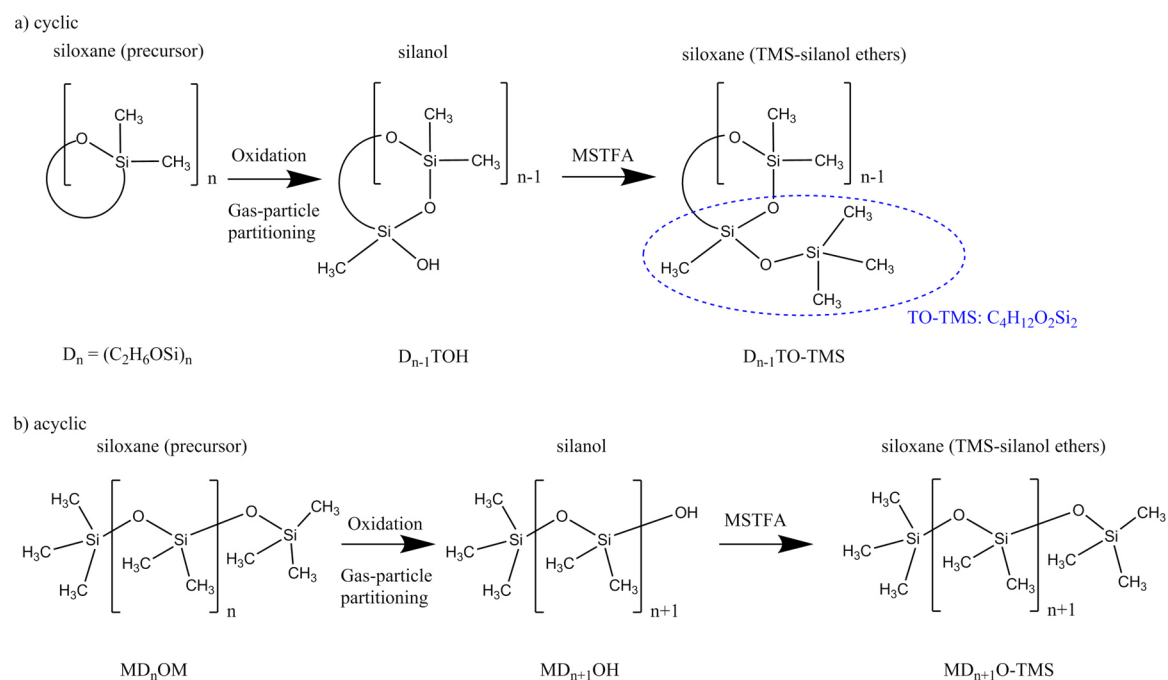 a) cyclic
siloxane (precursor)
silanol
siloxane (TMS-silanol ethers)
CH₃
O
Si
CH₃
n
Oxidation
Gas-particle
partitioning
CH₃
O
Si
CH₃
n-1
O
Si
H₃C
OH
MSTFA
CH₃
O
Si
CH₃
n-1
O
Si
H₃C
O
Si
CH₃
CH₃
CH₃
TO-TMS: C₄H₁₂O₂Si₂
Dₙ = (C₂H₆OSi)ₙ
Dₙ₋₁TOH
Dₙ₋₁TO-TMS
b) acyclic
siloxane (precursor)
silanol
siloxane (TMS-silanol ethers)
H₃C
H₃C
H₃C
Si
O
Si
H₃C
CH₃
n
O
Si
CH₃
H₃C
CH₃
Oxidation
Gas-particle
partitioning
H₃C
H₃C
H₃C
Si
O
Si
H₃C
CH₃
n+1
OH
MSTFA
H₃C
H₃C
H₃C
Si
O
Si
H₃C
CH₃
n+1
O
Si
CH₃
H₃C
CH₃
MDₙOM
MDₙ₊₁OH
MDₙ₊₁O-TMS